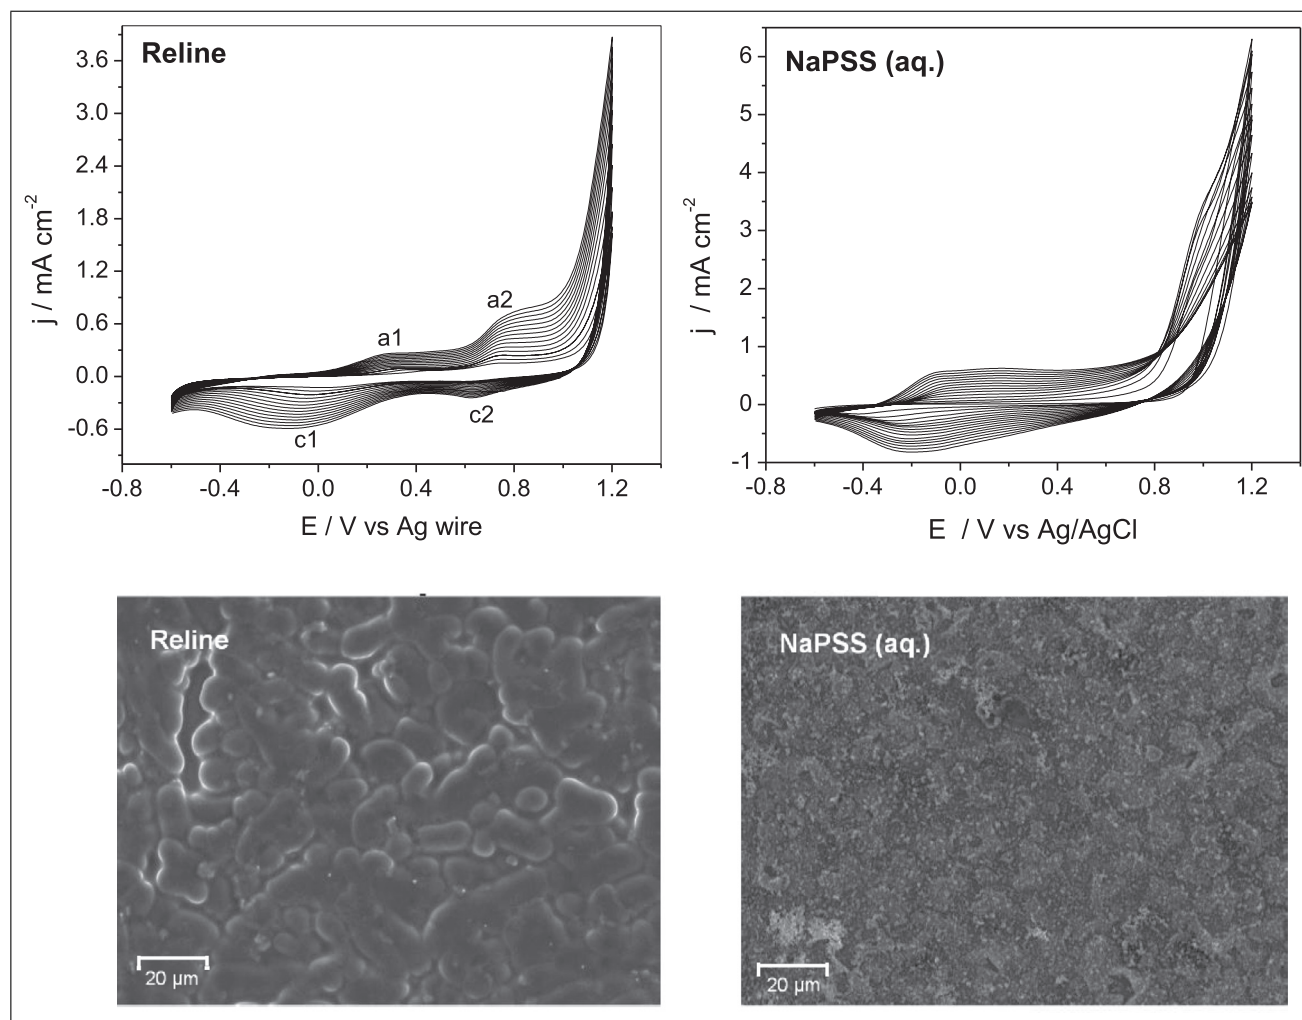 Reline
3.6
3.0
2.4
1.8
1.2
0.6
0.0
-0.6
j / mA cm-2
a1
a2
c1
c2
-0.8 -0.4 0.0 0.4 0.8 1.2
E / V vs Ag wire
NaPSS (aq.)
6
5
4
3
2
1
0
-1
j / mA cm-2
-0.8 -0.4 0.0 0.4 0.8 1.2
E / V vs Ag/AgCl
Reline
20 µm
NaPSS (aq.)
20 µm